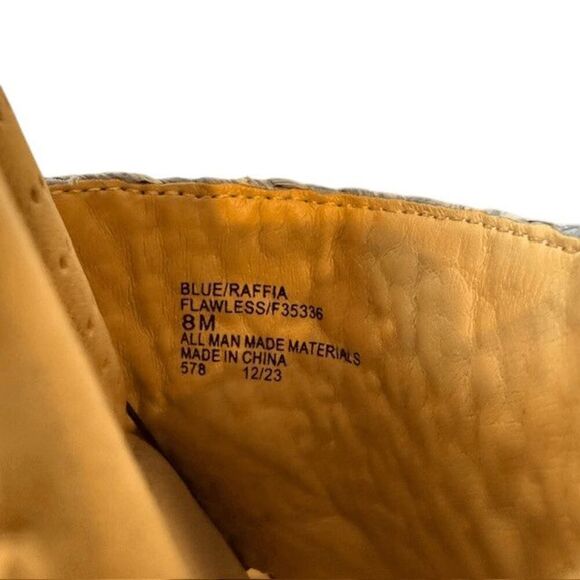 BLUE/RAFFIA
FLAWLESS/F35336
8M
ALL MAN MADE MATERIALS
MADE IN CHINA
578 12/23